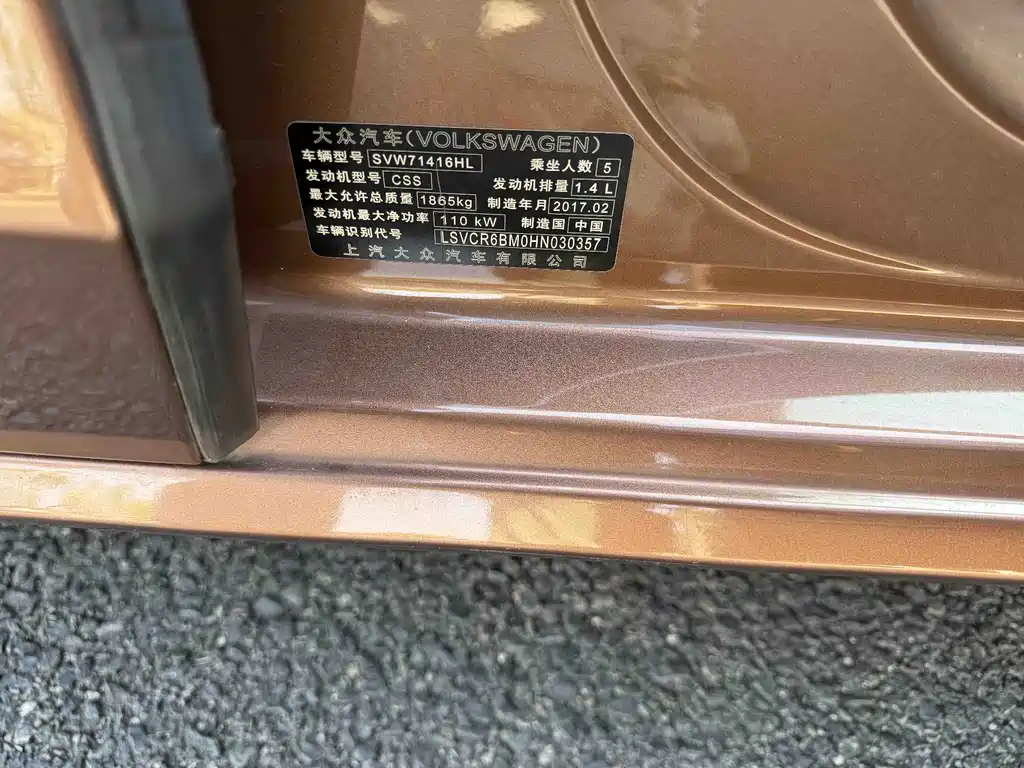 大众汽车(VOLKSWAGEN)
车辆型号 SVW71416HL 乘坐人数 5
发动机型号 CSS 发动机排量 1.4 L
最大允许总质量 1865kg 制造年月 2017.02
发动机最大净功率 110 kW 制造国 中国
车辆识别代号 LSVCR6BM0HN030357
上汽大众汽车有限公司